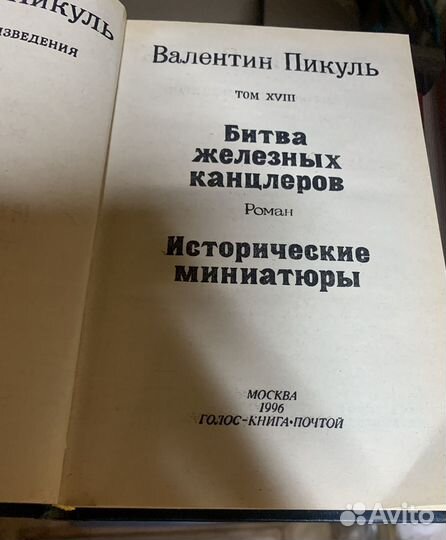 ПИКУЛЬ
ИЗВЕДЕНИЯ
Валентин Пикуль
ТОМ XVIII
Битва
железных
канцлеров
Роман
Исторические
миниатюры
МОСКВА
1996
ГОЛОС-КНИГА•ПОЧТОЙ
Avito